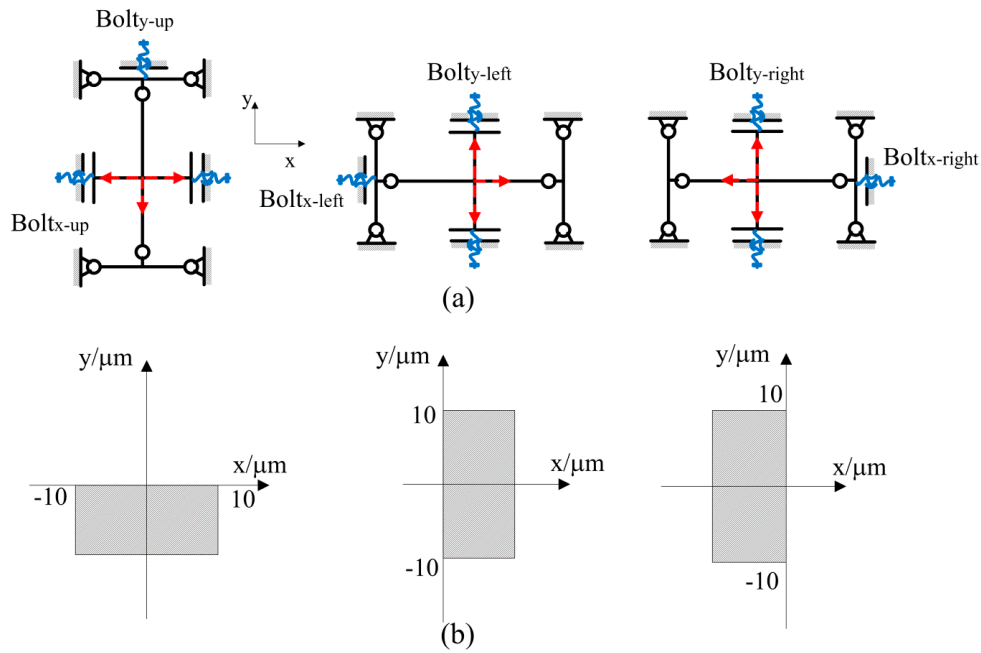 Bolty-up
y
x
Boltx-up
Bolty-left
Boltx-left
Bolty-right
Boltx-right
(a)
y/μm
x/μm
-10
10
y/μm
10
x/μm
-10
y/μm
10
x/μm
-10
(b)